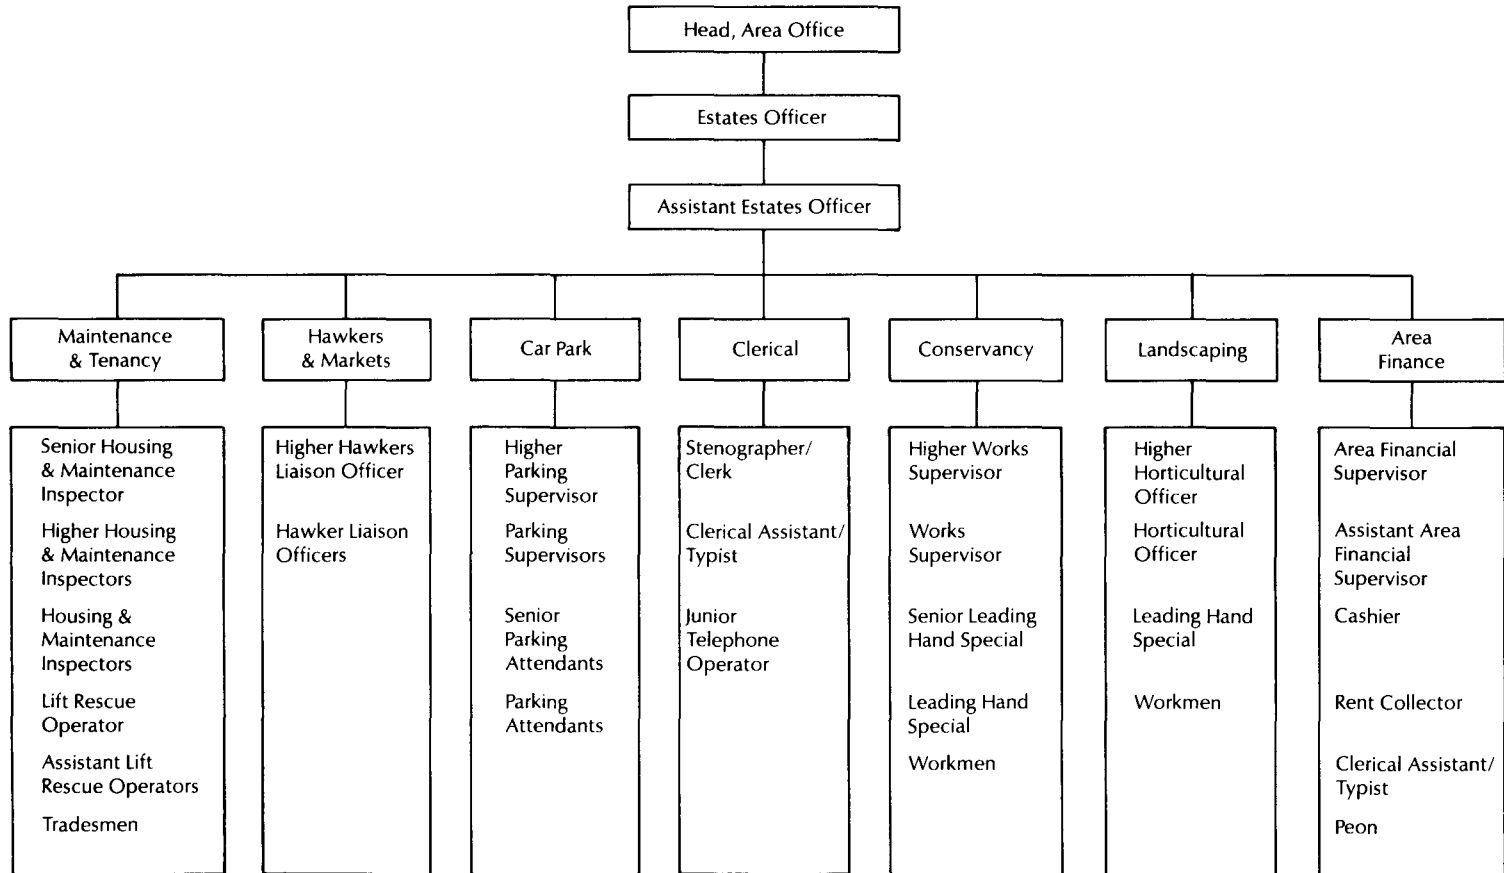 Head, Area Office
Estates Officer
Assistant Estates Officer
Maintenance
& Tenancy
Hawkers
& Markets
Car Park
Clerical
Conservancy
Landscaping
Area
Finance
Senior Housing
& Maintenance
Inspector
Higher Housing
& Maintenance
Inspectors
Housing &
Maintenance
Inspectors
Lift Rescue
Operator
Assistant Lift
Rescue Operators
Tradesmen
Higher Hawkers
Liaison Officer
Hawker Liaison
Officers
Higher
Parking
Supervisor
Parking
Supervisors
Senior
Parking
Attendants
Parking
Attendants
Stenographer/
Clerk
Clerical Assistant/
Typist
Junior
Telephone
Operator
Higher Works
Supervisor
Works
Supervisor
Senior Leading
Hand Special
Leading Hand
Special
Workmen
Higher
Horticultural
Officer
Horticultural
Officer
Leading Hand
Special
Workmen
Area Financial
Supervisor
Assistant Area
Financial
Supervisor
Cashier
Rent Collector
Clerical Assistant/
Typist
Peon